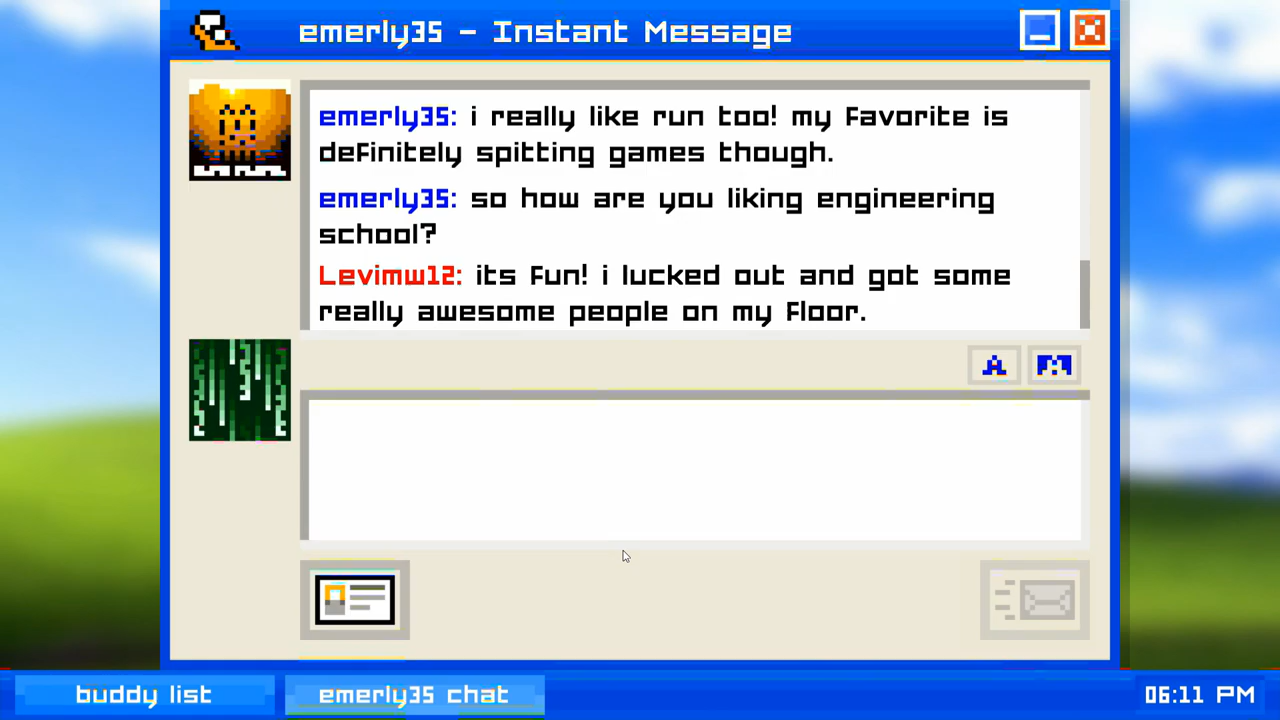 emerly35 - Instant Message
emerly35: i really like run too! my favorite is
definitely spitting games though.
emerly35: so how are you liking engineering
school?
Levimw12: its fun! i lucked out and got some
really awesome people on my floor.
A
buddy list
emerly35 chat
06:11 PM